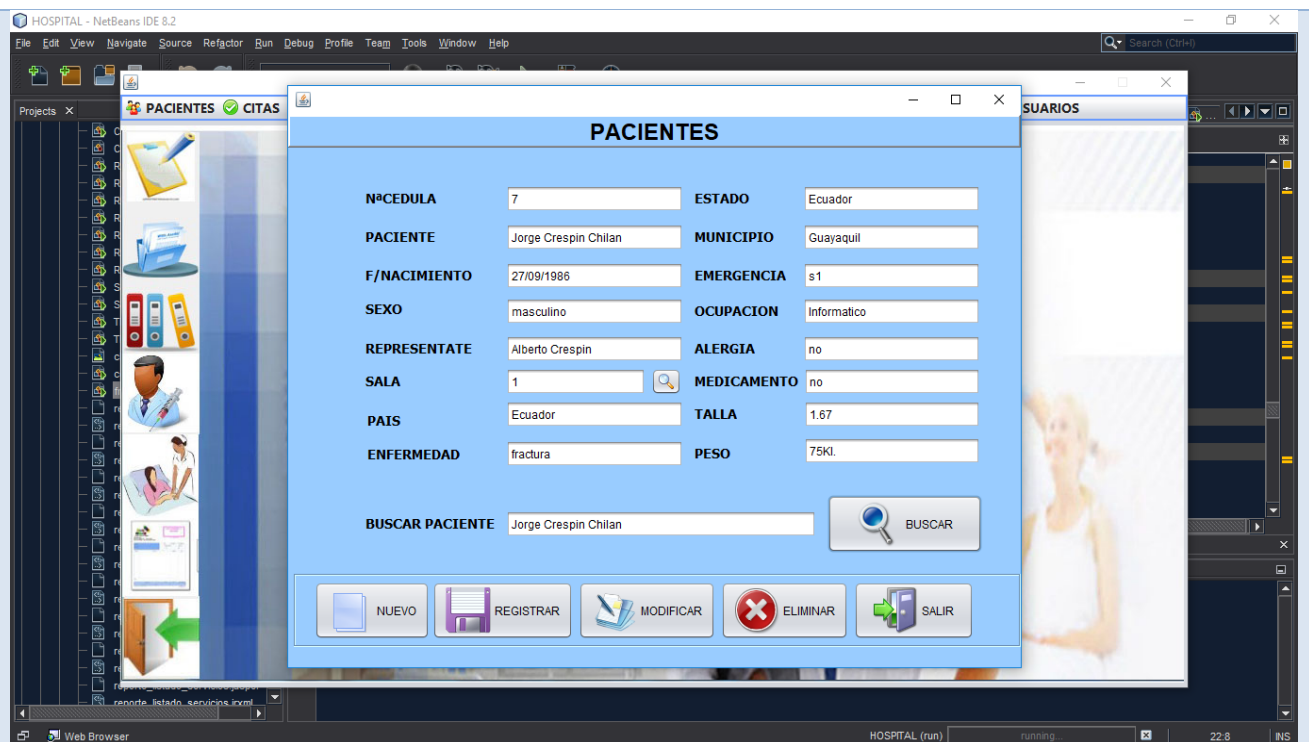 HOSPITAL - NetBeans IDE 8.2
File Edit View Navigate Source Refactor Run Debug Profile Team Tools Window Help
Search (Ctrl+I)
Projects
PACIENTES CITAS
SUARIOS
PACIENTES
NªCEDULA 7 ESTADO Ecuador
PACIENTE Jorge Crespin Chilan MUNICIPIO Guayaquil
F/NACIMIENTO 27/09/1986 EMERGENCIA s1
SEXO masculino OCUPACION Informatico
REPRESENTATE Alberto Crespin ALERGIA no
SALA 1 MEDICAMENTO no
PAIS Ecuador TALLA 1.67
ENFERMEDAD fractura PESO 75Kl.
BUSCAR PACIENTE Jorge Crespin Chilan BUSCAR
NUEVO REGISTRAR MODIFICAR ELIMINAR SALIR
reporte_listado_servicios.jasper
reporte_listado_servicios.jrxml
Web Browser
HOSPITAL (run) running... 22:8 INS